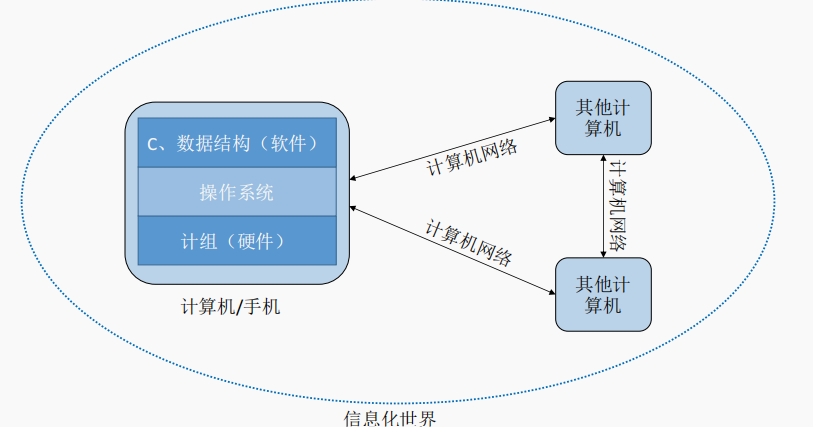 C、数据结构（软件）
操作系统
计组（硬件）
计算机/手机
计算机网络
计算机网络
其他计
算机
计算机网络
其他计
算机
信息化世界